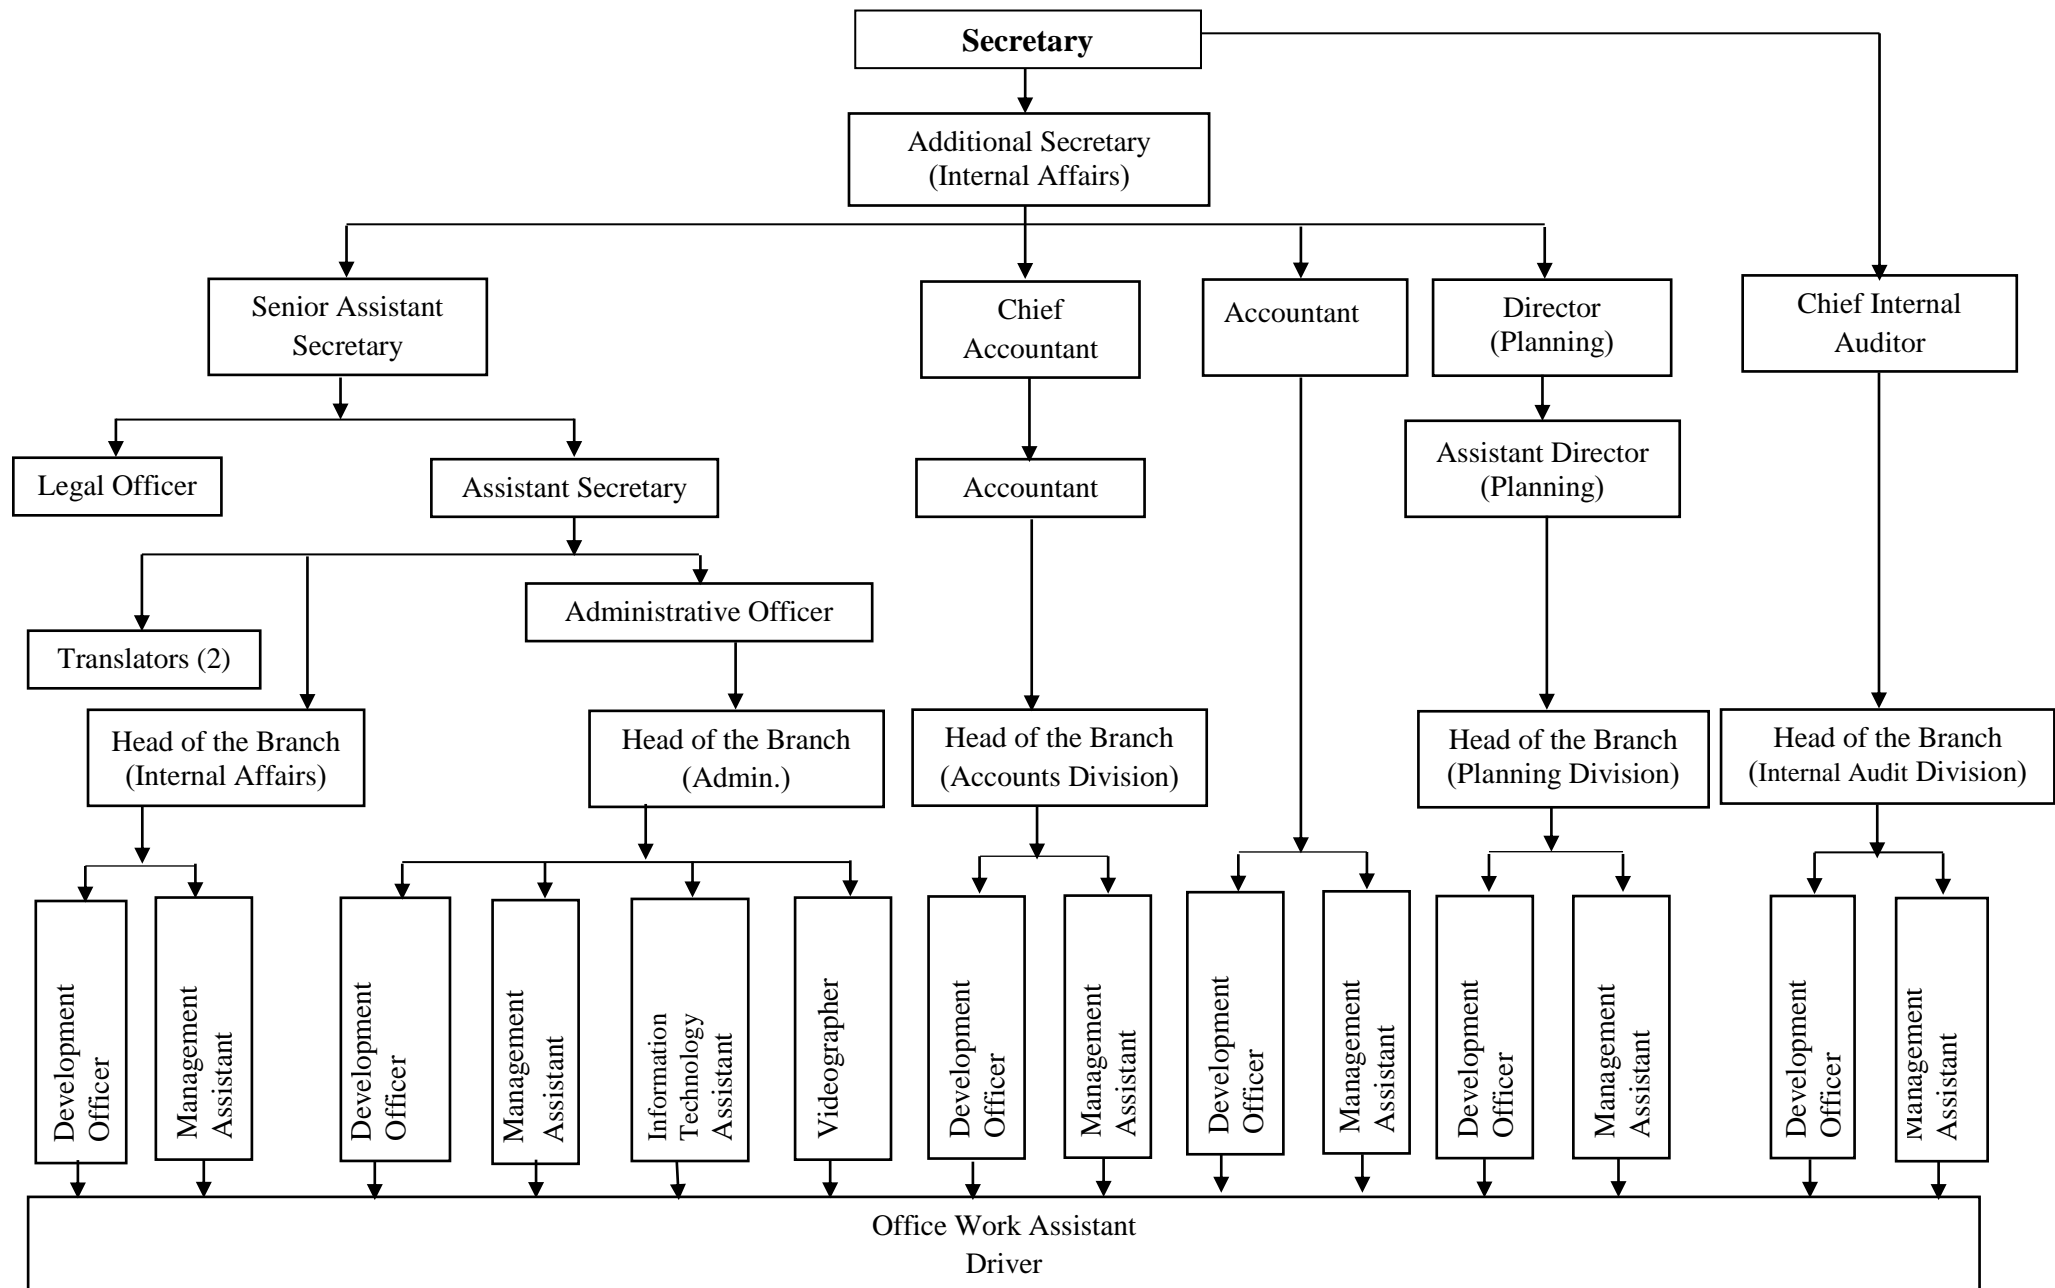 Secretary
Additional Secretary
(Internal Affairs)
Senior Assistant
Secretary
Chief
Accountant
Accountant
Director
(Planning)
Chief Internal
Auditor
Legal Officer
Assistant Secretary
Accountant
Assistant Director
(Planning)
Administrative Officer
Translators (2)
Head of the Branch
(Internal Affairs)
Head of the Branch
(Admin.)
Head of the Branch
(Accounts Division)
Head of the Branch
(Planning Division)
Head of the Branch
(Internal Audit Division)
Development
Officer
Management
Assistant
Development
Officer
Management
Assistant
Information
Technology
Assistant
Videographer
Development
Officer
Management
Assistant
Development
Officer
Management
Assistant
Development
Officer
Management
Assistant
Development
Officer
Management
Assistant
Office Work Assistant
Driver